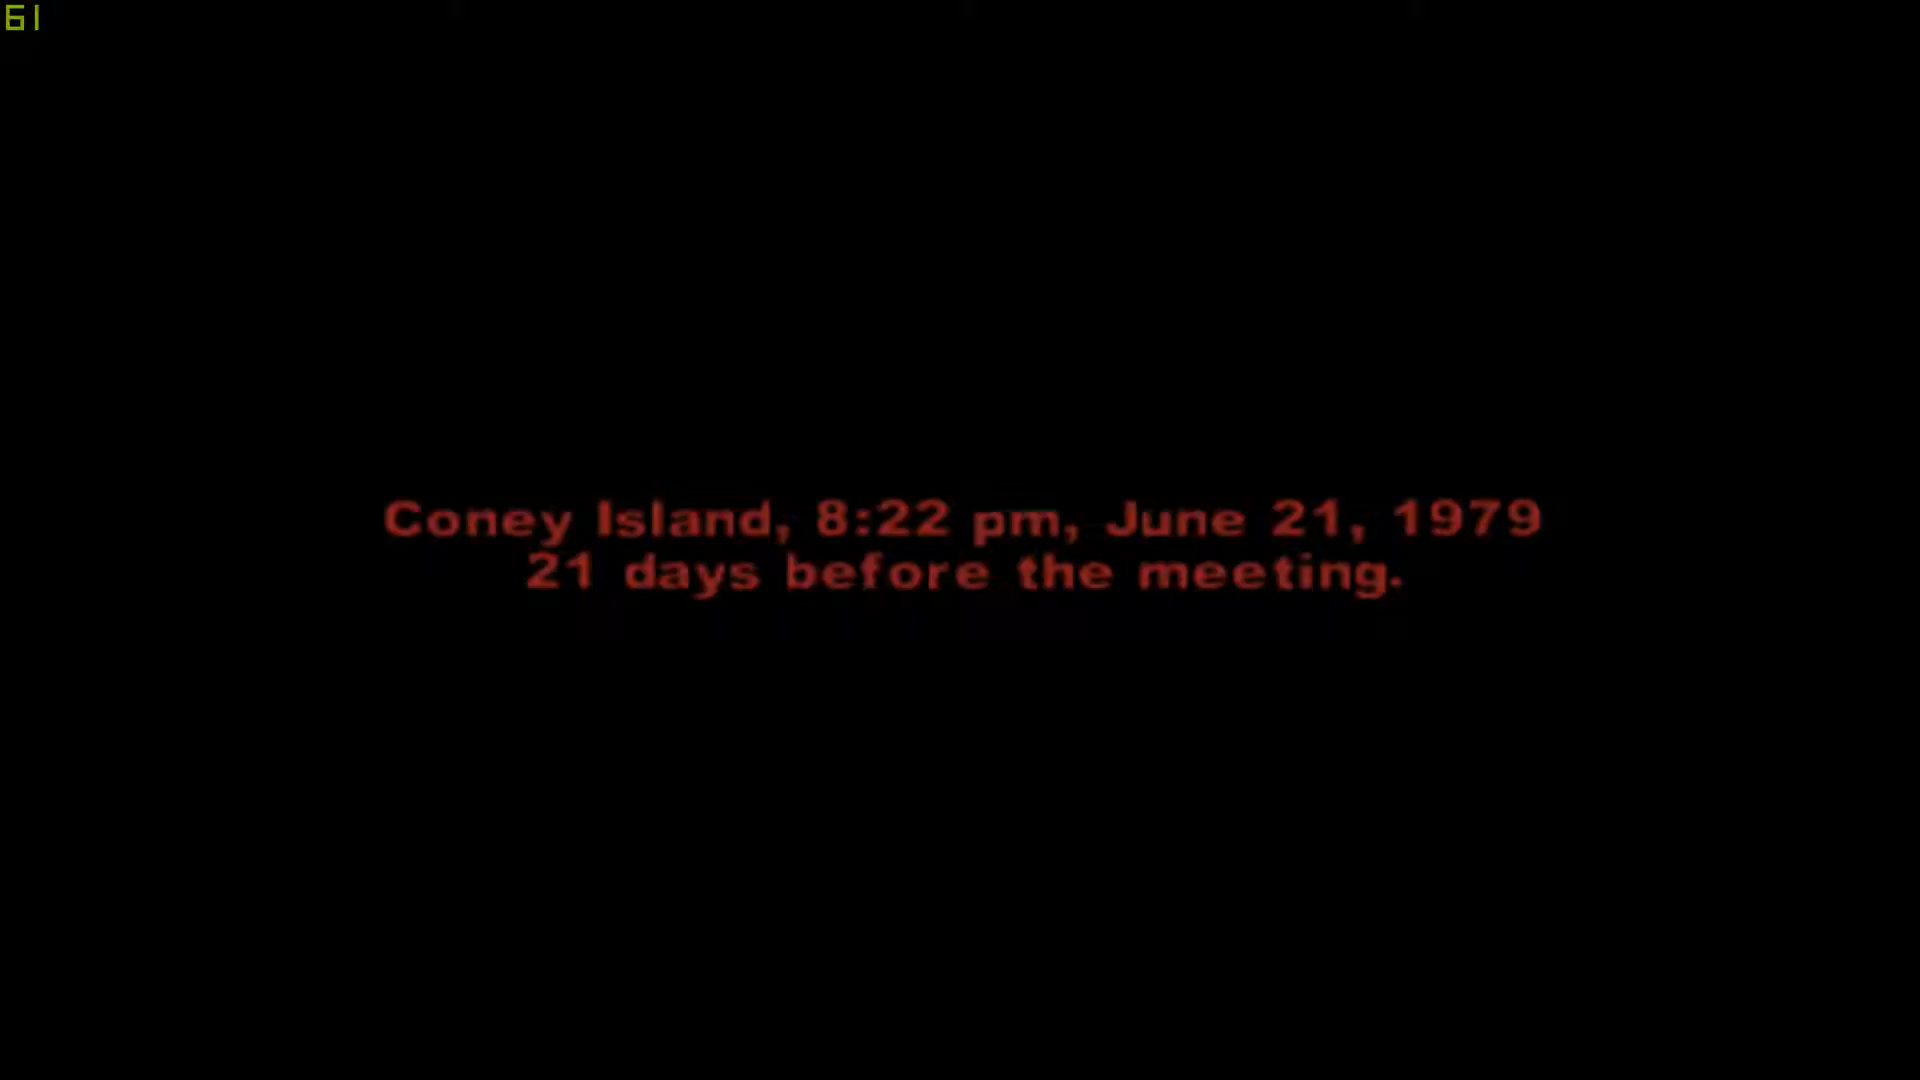 61
Coney Island, 8:22 pm, June 21, 1979
21 days before the meeting.